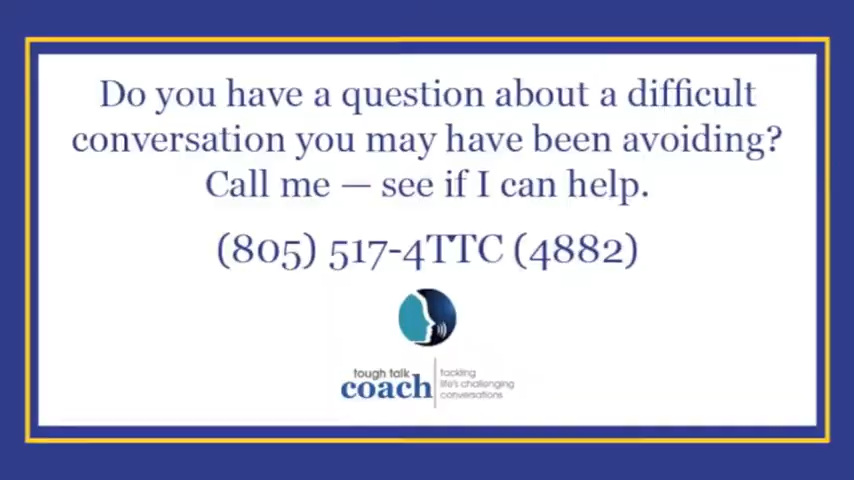 Do you have a question about a difficult
conversation you may have been avoiding?
Call me — see if I can help.
(805) 517-4TTC (4882)
tough talk
coach
tackling
life's challenging
conversations